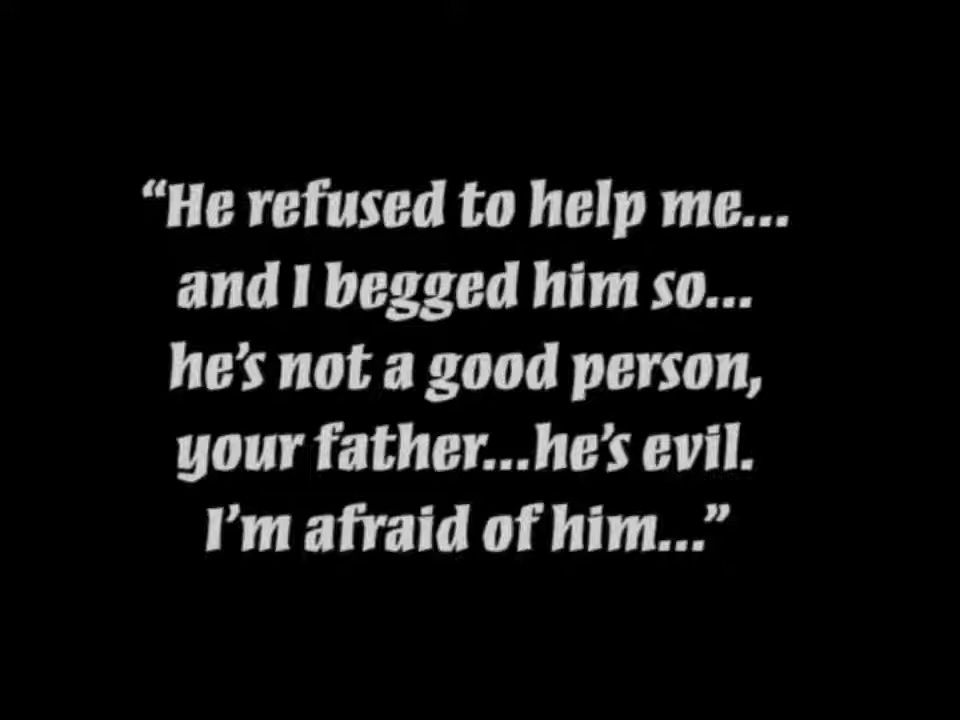 “He refused to help me...
and I begged him so...
he’s not a good person,
your father...he’s evil.
I’m afraid of him...”